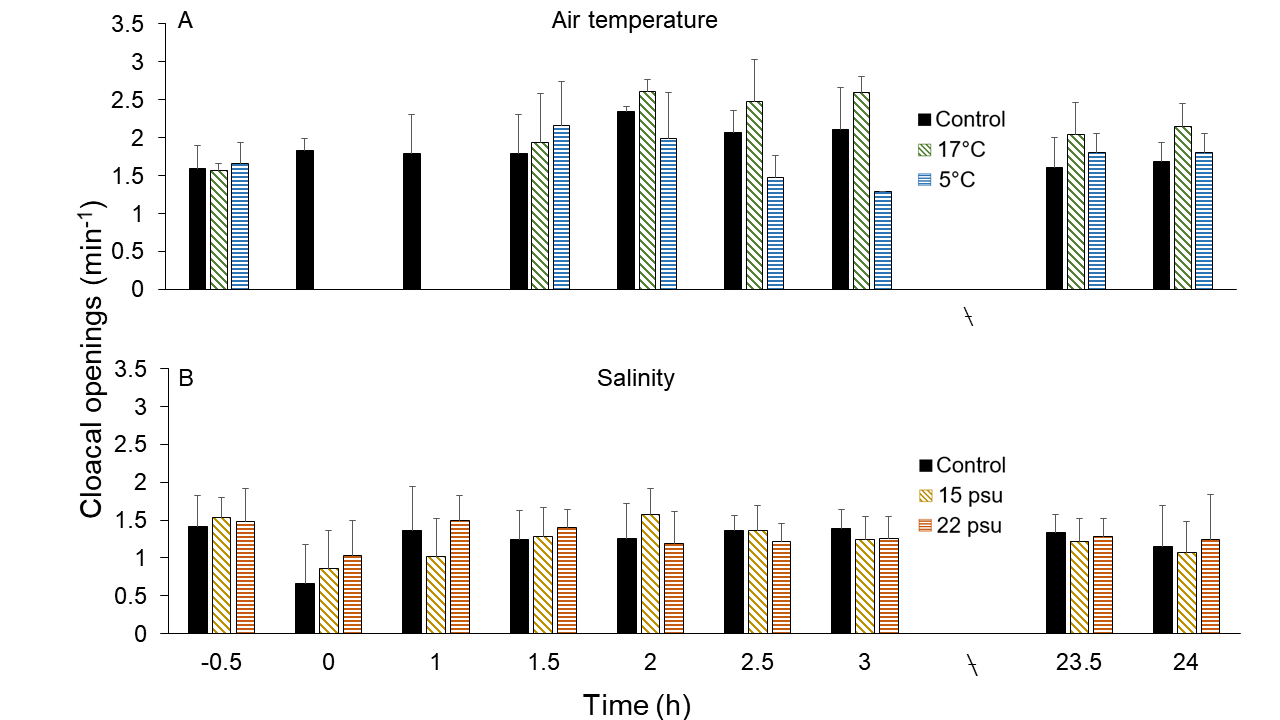 Cloacal openings (min-1)
A
Air temperature
3.5
3
2.5
2
1.5
1
0.5
0
Control
17°C
5°C
B
Salinity
3.5
3
2.5
2
1.5
1
0.5
0
Control
15 psu
22 psu
-0.5 0 1 1.5 2 2.5 3 23.5 24
Time (h)